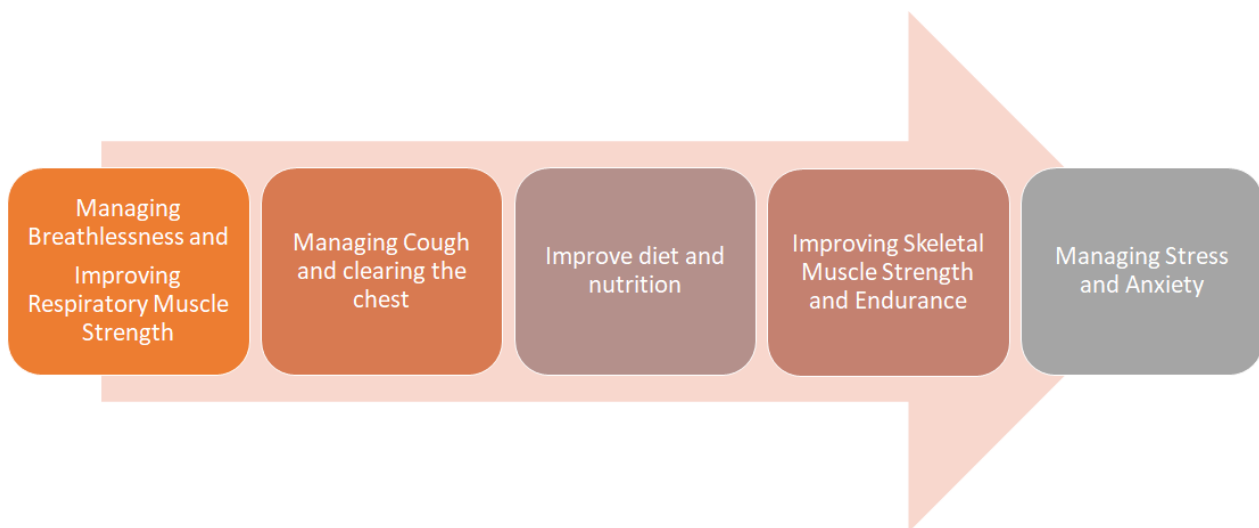 Managing
Breathlessness and
Improving
Respiratory Muscle
Strength
Managing Cough
and clearing the
chest
Improve diet and
nutrition
Improving Skeletal
Muscle Strength
and Endurance
Managing Stress
and Anxiety